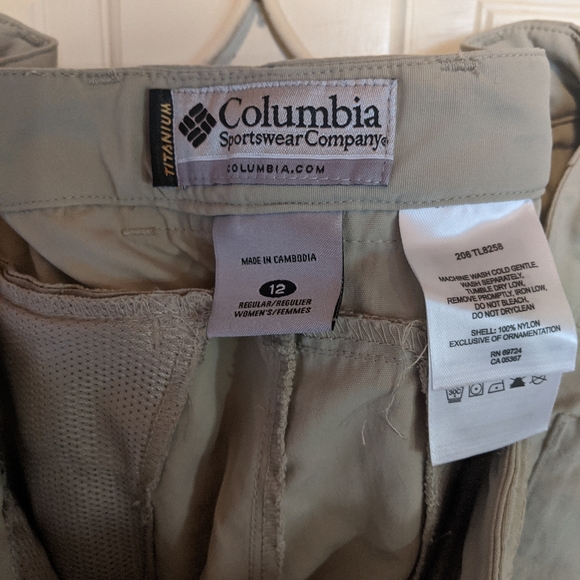 TITANIUM
Columbia
Sportswear Company®
COLUMBIA.COM
MADE IN CAMBODIA
12
REGULAR/REGULIER
WOMEN'S/FEMMES
206 TL8258
MACHINE WASH COLD GENTLE,
WASH SEPARATELY,
TUMBLE DRY LOW,
REMOVE PROMPTLY, IRON LOW,
DO NOT BLEACH,
DO NOT DRYCLEAN
SHELL: 100% NYLON
EXCLUSIVE OF ORNAMENTATION
RN 69724
CA 05367
30C